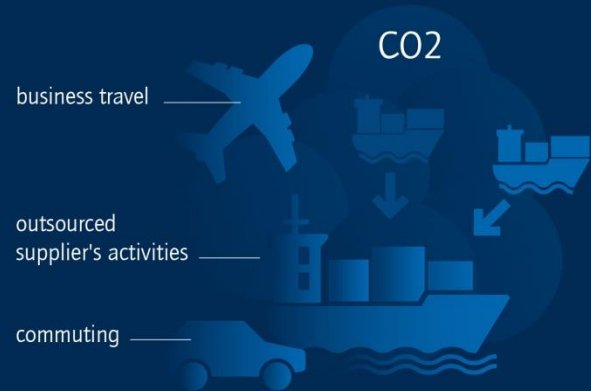 CO2
business travel
outsourced
supplier's activities
commuting